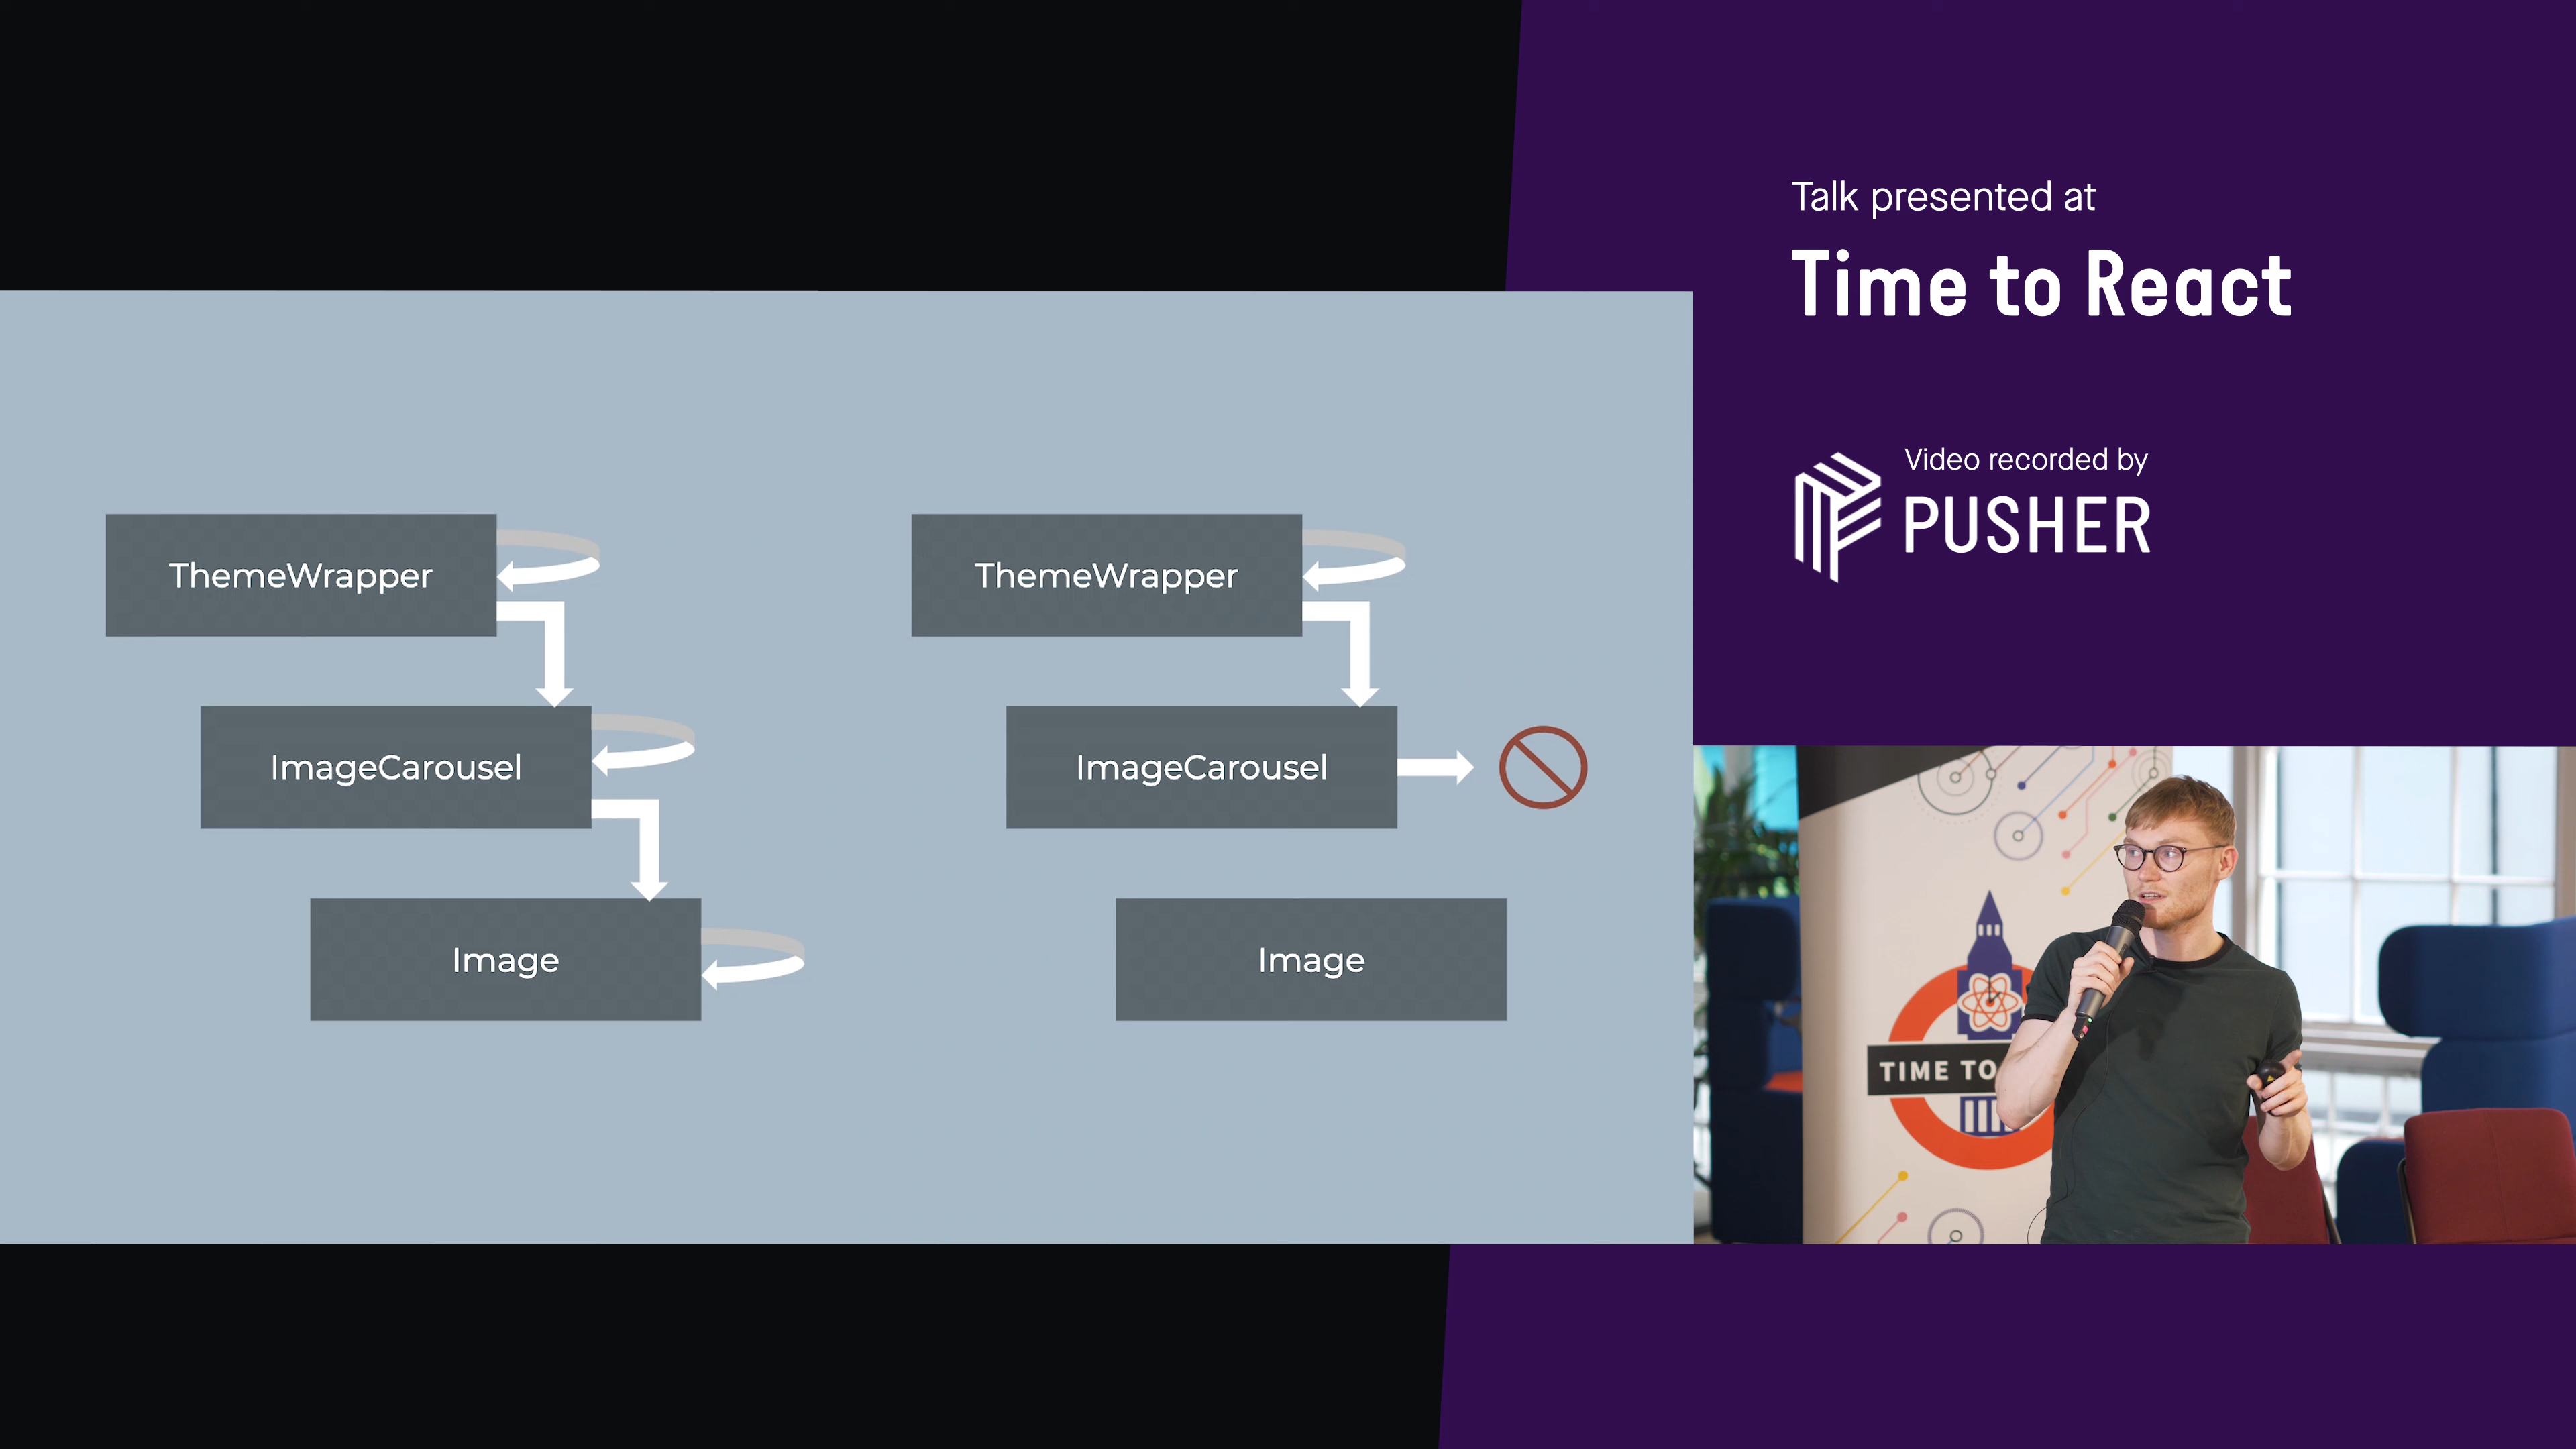 ThemeWrapper
ImageCarousel
Image
ThemeWrapper
ImageCarousel
Image
Talk presented at
Time to React
Video recorded by
PUSHER
TIME TO